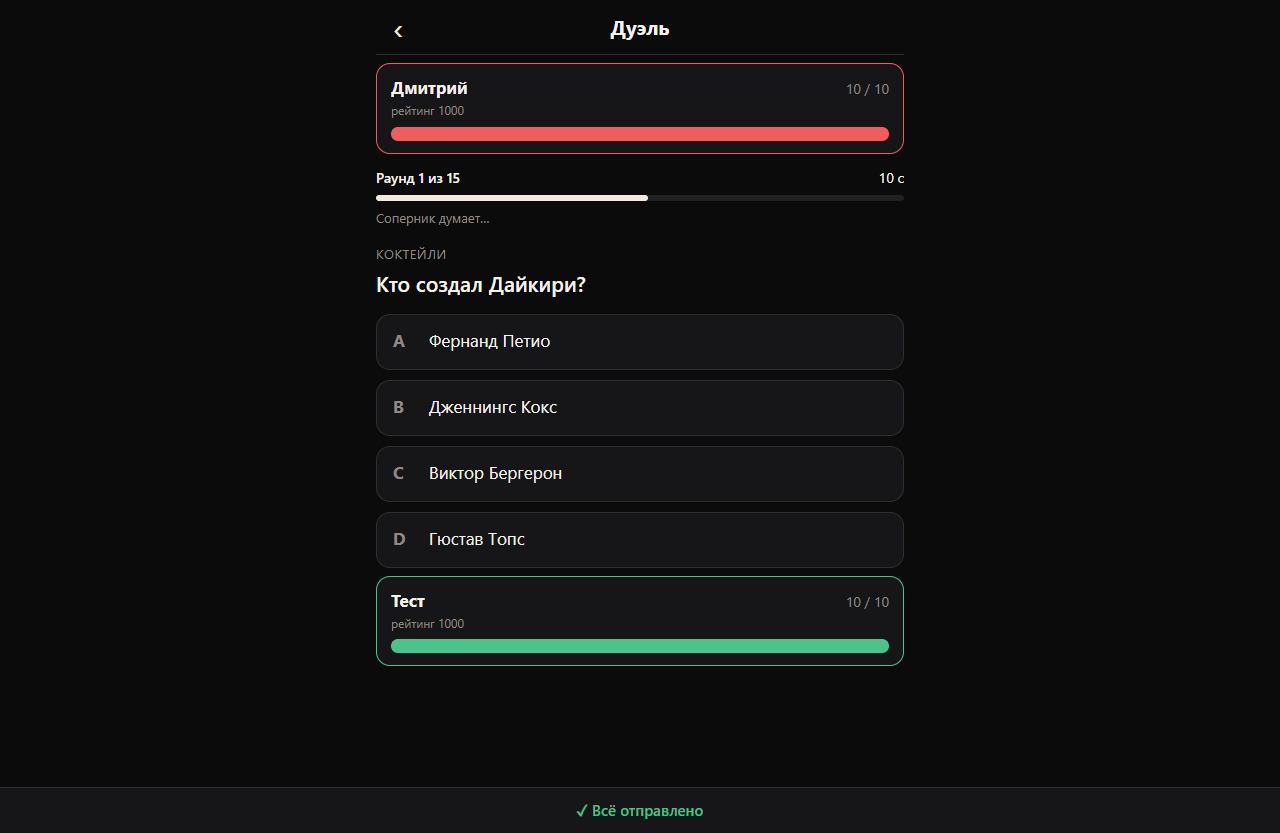 Дуэль
Дмитрий
10 / 10
рейтинг 1000
Раунд 1 из 15
10 с
Соперник думает...
КОКТЕЙЛИ
Кто создал Дайкири?
A Фернанд Петио
B Дженнингс Кокс
C Виктор Бергерон
D Гюстав Топс
Тест
10 / 10
рейтинг 1000
✓ Всё отправлено